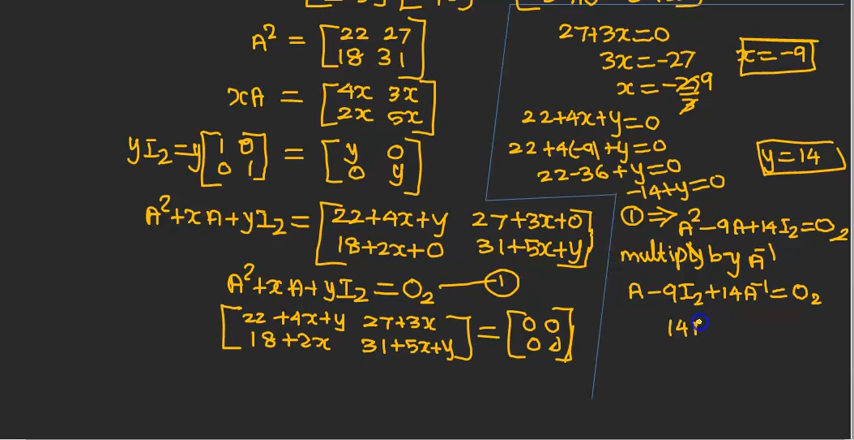 A² = [22 27
18 31]
xA = [4x 3x
2x 5x]
yI₂ = y[1 0
0 1] = [y 0
0 y]
A² + xA + yI₂ = [22+4x+y 27+3x+0
18+2x+0 31+5x+y]
A² + xA + yI₂ = O₂ —①
[22+4x+y 27+3x
18+2x 31+5x+y] = [0 0
0 0]
27+3x=0
3x=-27
x=-9
x=-9
22+4x+y=0
22+4(-9)+y=0
22-36+y=0
-14+y=0
y=14
① ⇒ A²-9A+14I₂=O₂
multiply by A⁻¹
A-9I₂+14A⁻¹=O₂
14